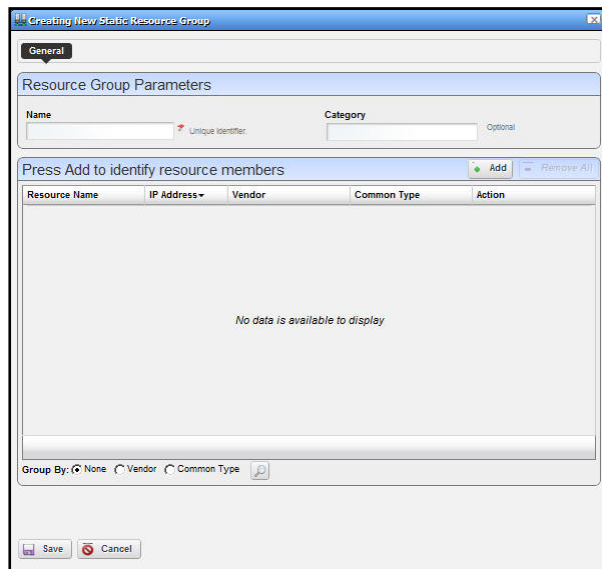 Creating New Static Resource Group
General
Resource Group Parameters
Name
Category
Unique Identifier.
Optional
Press Add to identify resource members
Add
Remove All
Resource Name IP Address Vendor Common Type Action
No data is available to display
Group By: None Vendor Common Type
Save Cancel